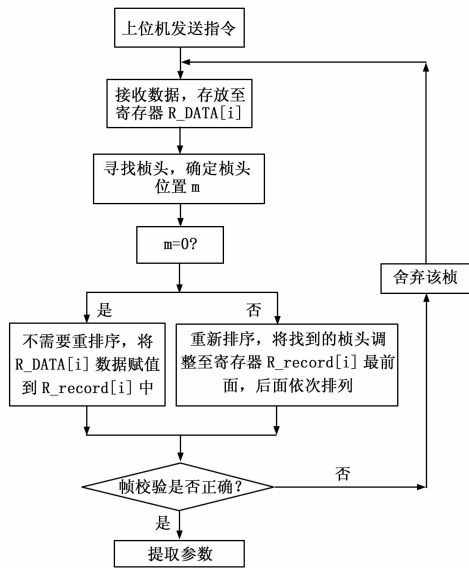 上位机发送指令
接收数据，存放至
寄存器 R_DATA[i]
寻找桢头，确定桢头
位置 m
m=0?
舍弃该桢
是
否
不需要重排序，将
R_DATA[i] 数据赋值
到 R_record[i] 中
重新排序，将找到的桢头调
整至寄存器 R_record[i] 最前
面，后面依次排列
帧校验是否正确？
否
是
提取参数